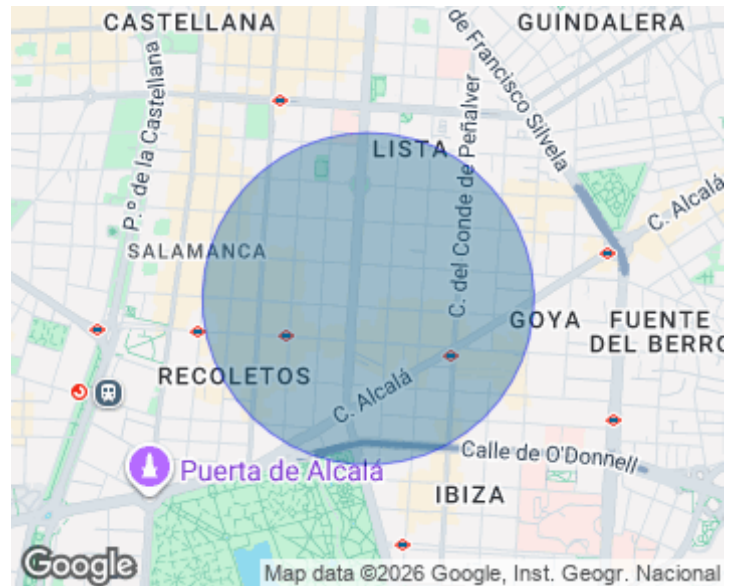 CASTELLANA
GUINDALERA
de Francisco Silvela
P.º de la Castellana
C. del Conde de Peñalver
LISTA
C. Alcalá
SALAMANCA
GOYA
FUENTE
DEL BERRO
RECOLETOS
C. Alcalá
Calle de O'Donnell
Puerta de Alcalá
IBIZA
Google
Map data ©2026 Google, Inst. Geogr. Nacional